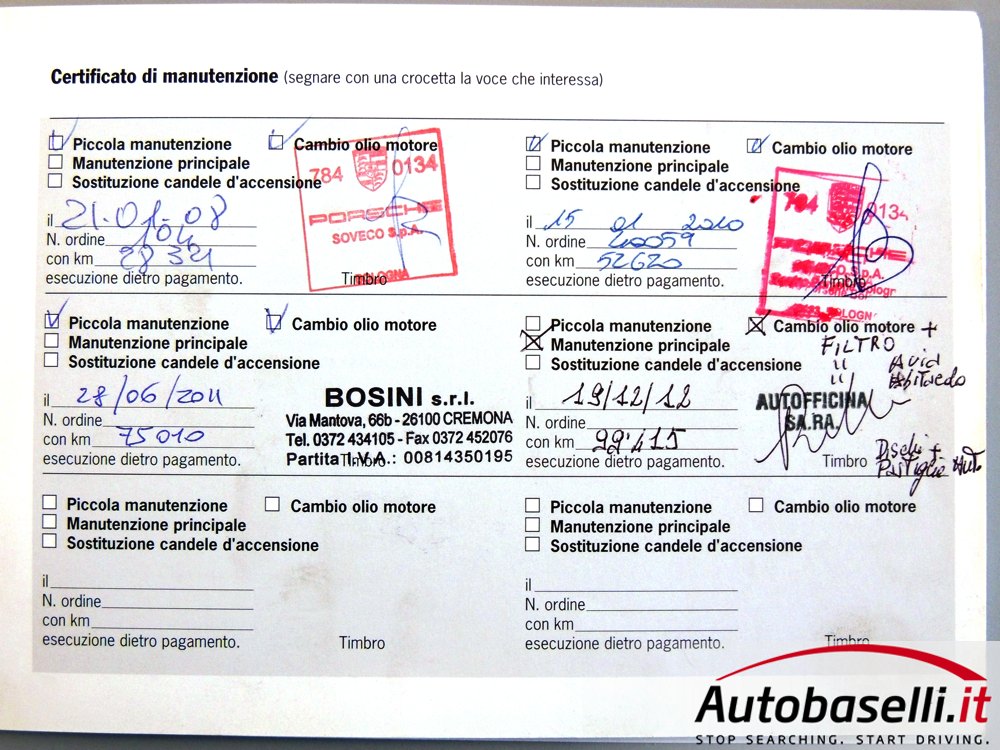 Certificato di manutenzione (segnare con una crocetta la voce che interessa)
Piccola manutenzione
Cambio olio motore
Manutenzione principale
Sostituzione candele d'accensione
784 0134
PORSCHE
SOVECO S.p.A.
BOLOGNA
il 21-01-08
N. ordine 104
con km 28321
esecuzione dietro pagamento.
Timbro
Piccola manutenzione
Cambio olio motore
Manutenzione principale
Sostituzione candele d'accensione
784 0134
il 15 01 2010
N. ordine 40059
con km 52620
esecuzione dietro pagamento.
Timbro
Piccola manutenzione
Cambio olio motore
Manutenzione principale
Sostituzione candele d'accensione
il 28/06/2011
N. ordine
con km 75010
esecuzione dietro pagamento.
BOSINI s.r.l.
Via Mantova, 66b - 26100 CREMONA
Tel. 0372 434105 - Fax 0372 452076
Partita I.V.A.: 00814350195
Timbro
Piccola manutenzione
Cambio olio motore +
FILTRO
Manutenzione principale
Sostituzione candele d'accensione
il 19/12/12
N. ordine
con km 99.415
esecuzione dietro pagamento.
AUTOFFICINA
SA.RA.
Timbro
Dischi +
Pastiglie
Piccola manutenzione
Cambio olio motore
Manutenzione principale
Sostituzione candele d'accensione
il
N. ordine
con km
esecuzione dietro pagamento.
Timbro
Piccola manutenzione
Cambio olio motore
Manutenzione principale
Sostituzione candele d'accensione
il
N. ordine
con km
esecuzione dietro pagamento.
Timbro
Autobaselli.it
STOP SEARCHING. START DRIVING.